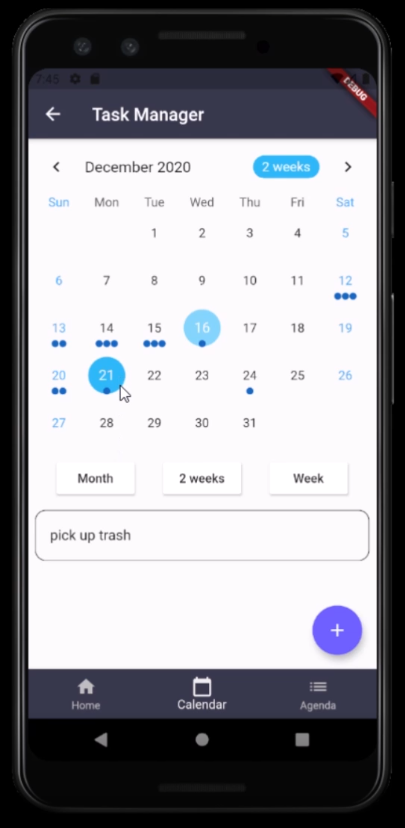 7:45
DEBUG
Task Manager
December 2020
2 weeks
Sun Mon Tue Wed Thu Fri Sat
1 2 3 4 5
6 7 8 9 10 11 12
13 14 15 16 17 18 19
20 21 22 23 24 25 26
27 28 29 30 31
Month 2 weeks Week
pick up trash
+
Home Calendar Agenda